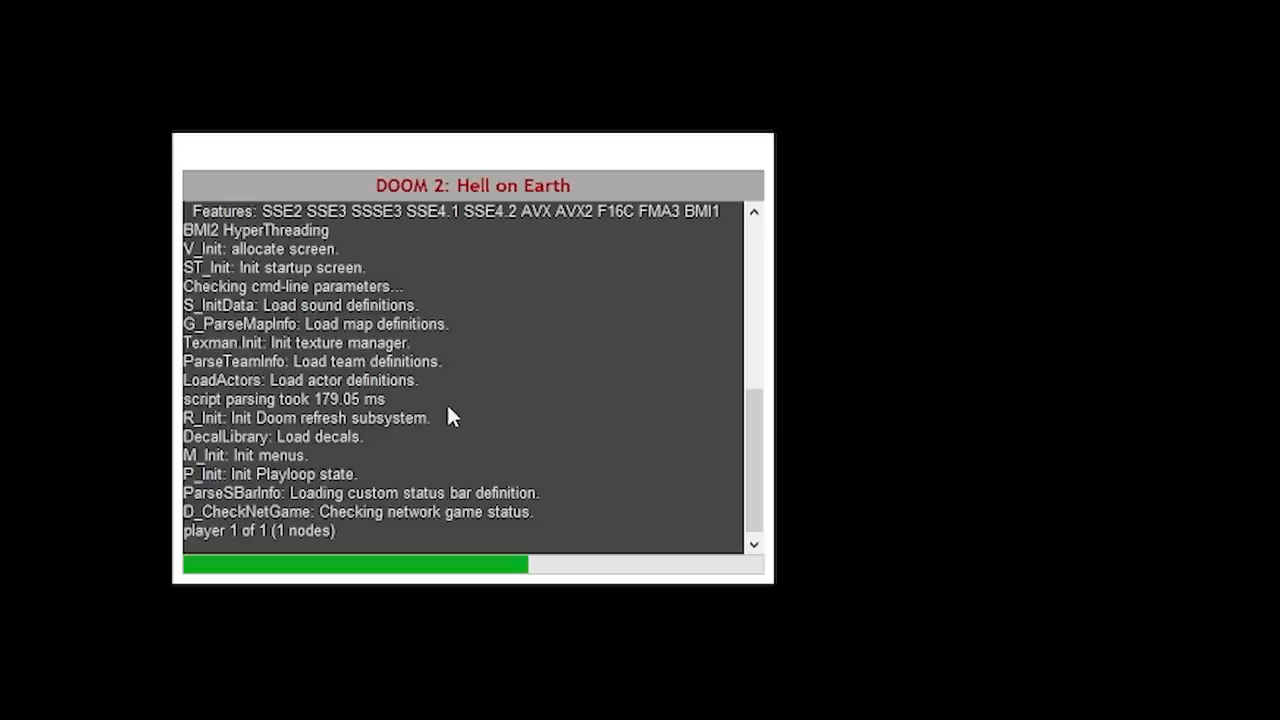 DOOM 2: Hell on Earth
Features: SSE2 SSE3 SSSE3 SSE4.1 SSE4.2 AVX AVX2 F16C FMA3 BMI1
BMI2 HyperThreading
V_Init: allocate screen.
ST_Init: Init startup screen.
Checking cmd-line parameters...
S_InitData: Load sound definitions.
G_ParseMapInfo: Load map definitions.
Texman.Init: Init texture manager.
ParseTeamInfo: Load team definitions.
LoadActors: Load actor definitions.
script parsing took 179.05 ms
R_Init: Init Doom refresh subsystem.
DecalLibrary: Load decals.
M_Init: Init menus.
P_Init: Init Playloop state.
ParseSBarInfo: Loading custom status bar definition.
D_CheckNetGame: Checking network game status.
player 1 of 1 (1 nodes)